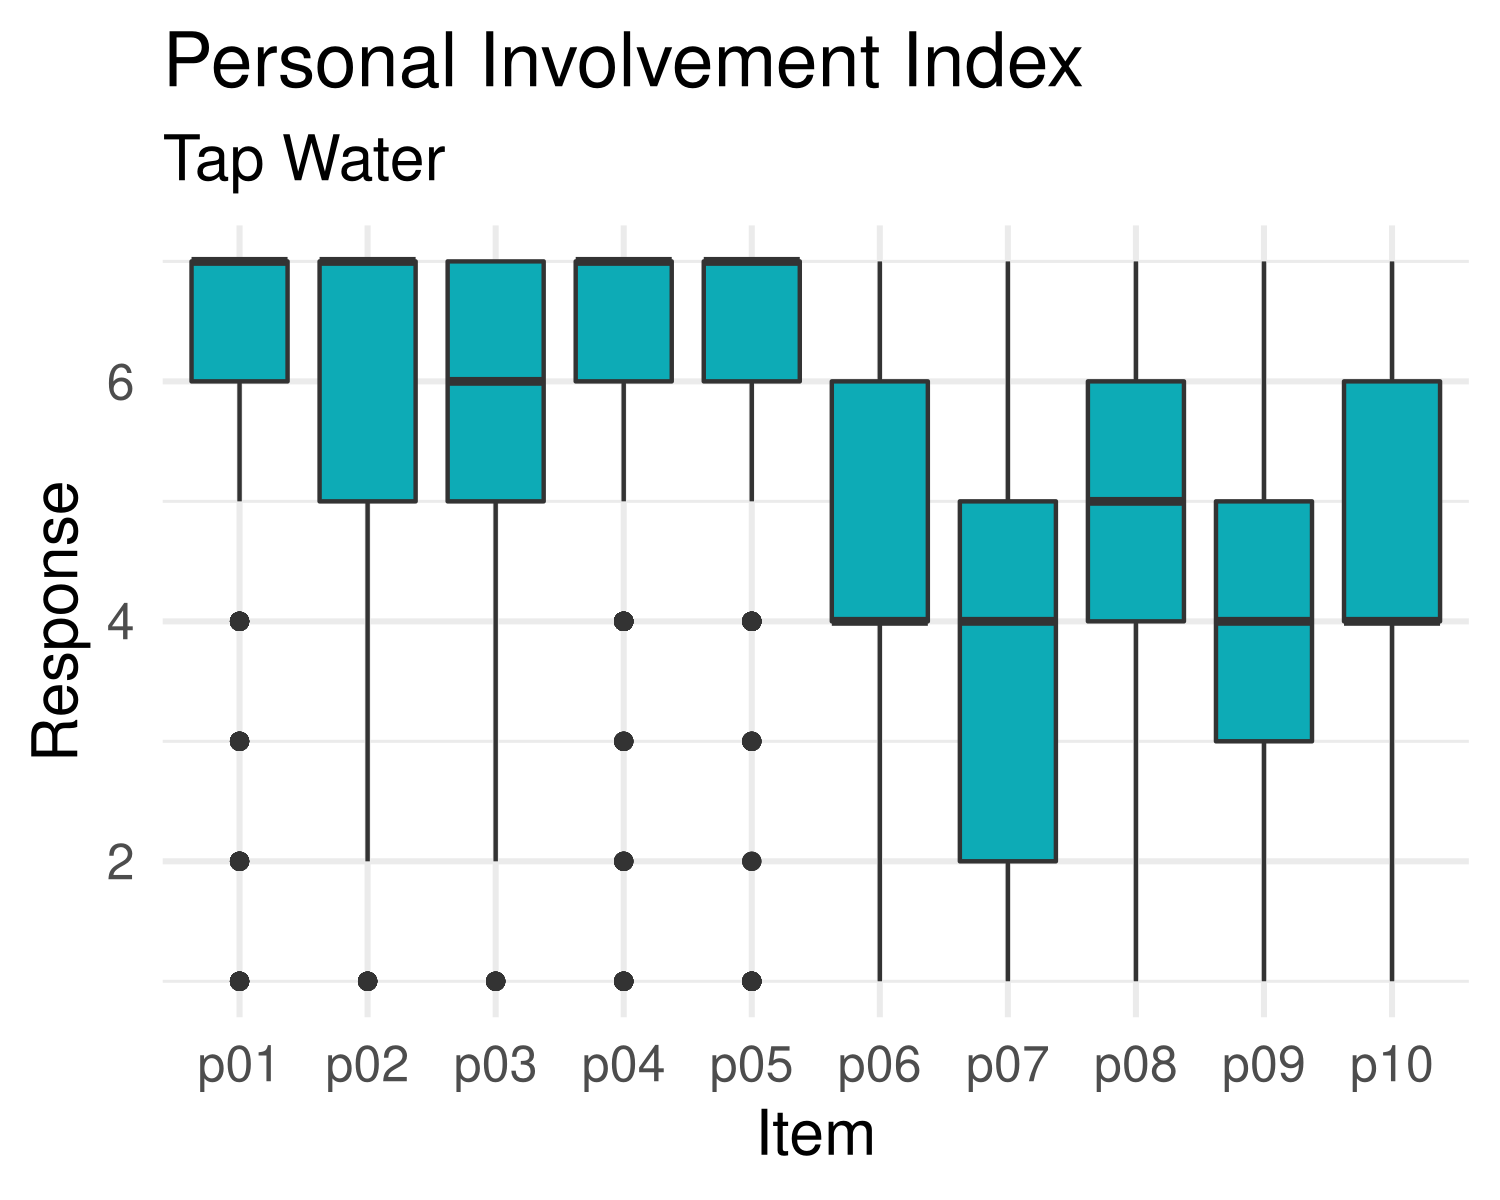 Personal Involvement Index
Tap Water
Response
6
4
2
p01 p02 p03 p04 p05 p06 p07 p08 p09 p10
Item